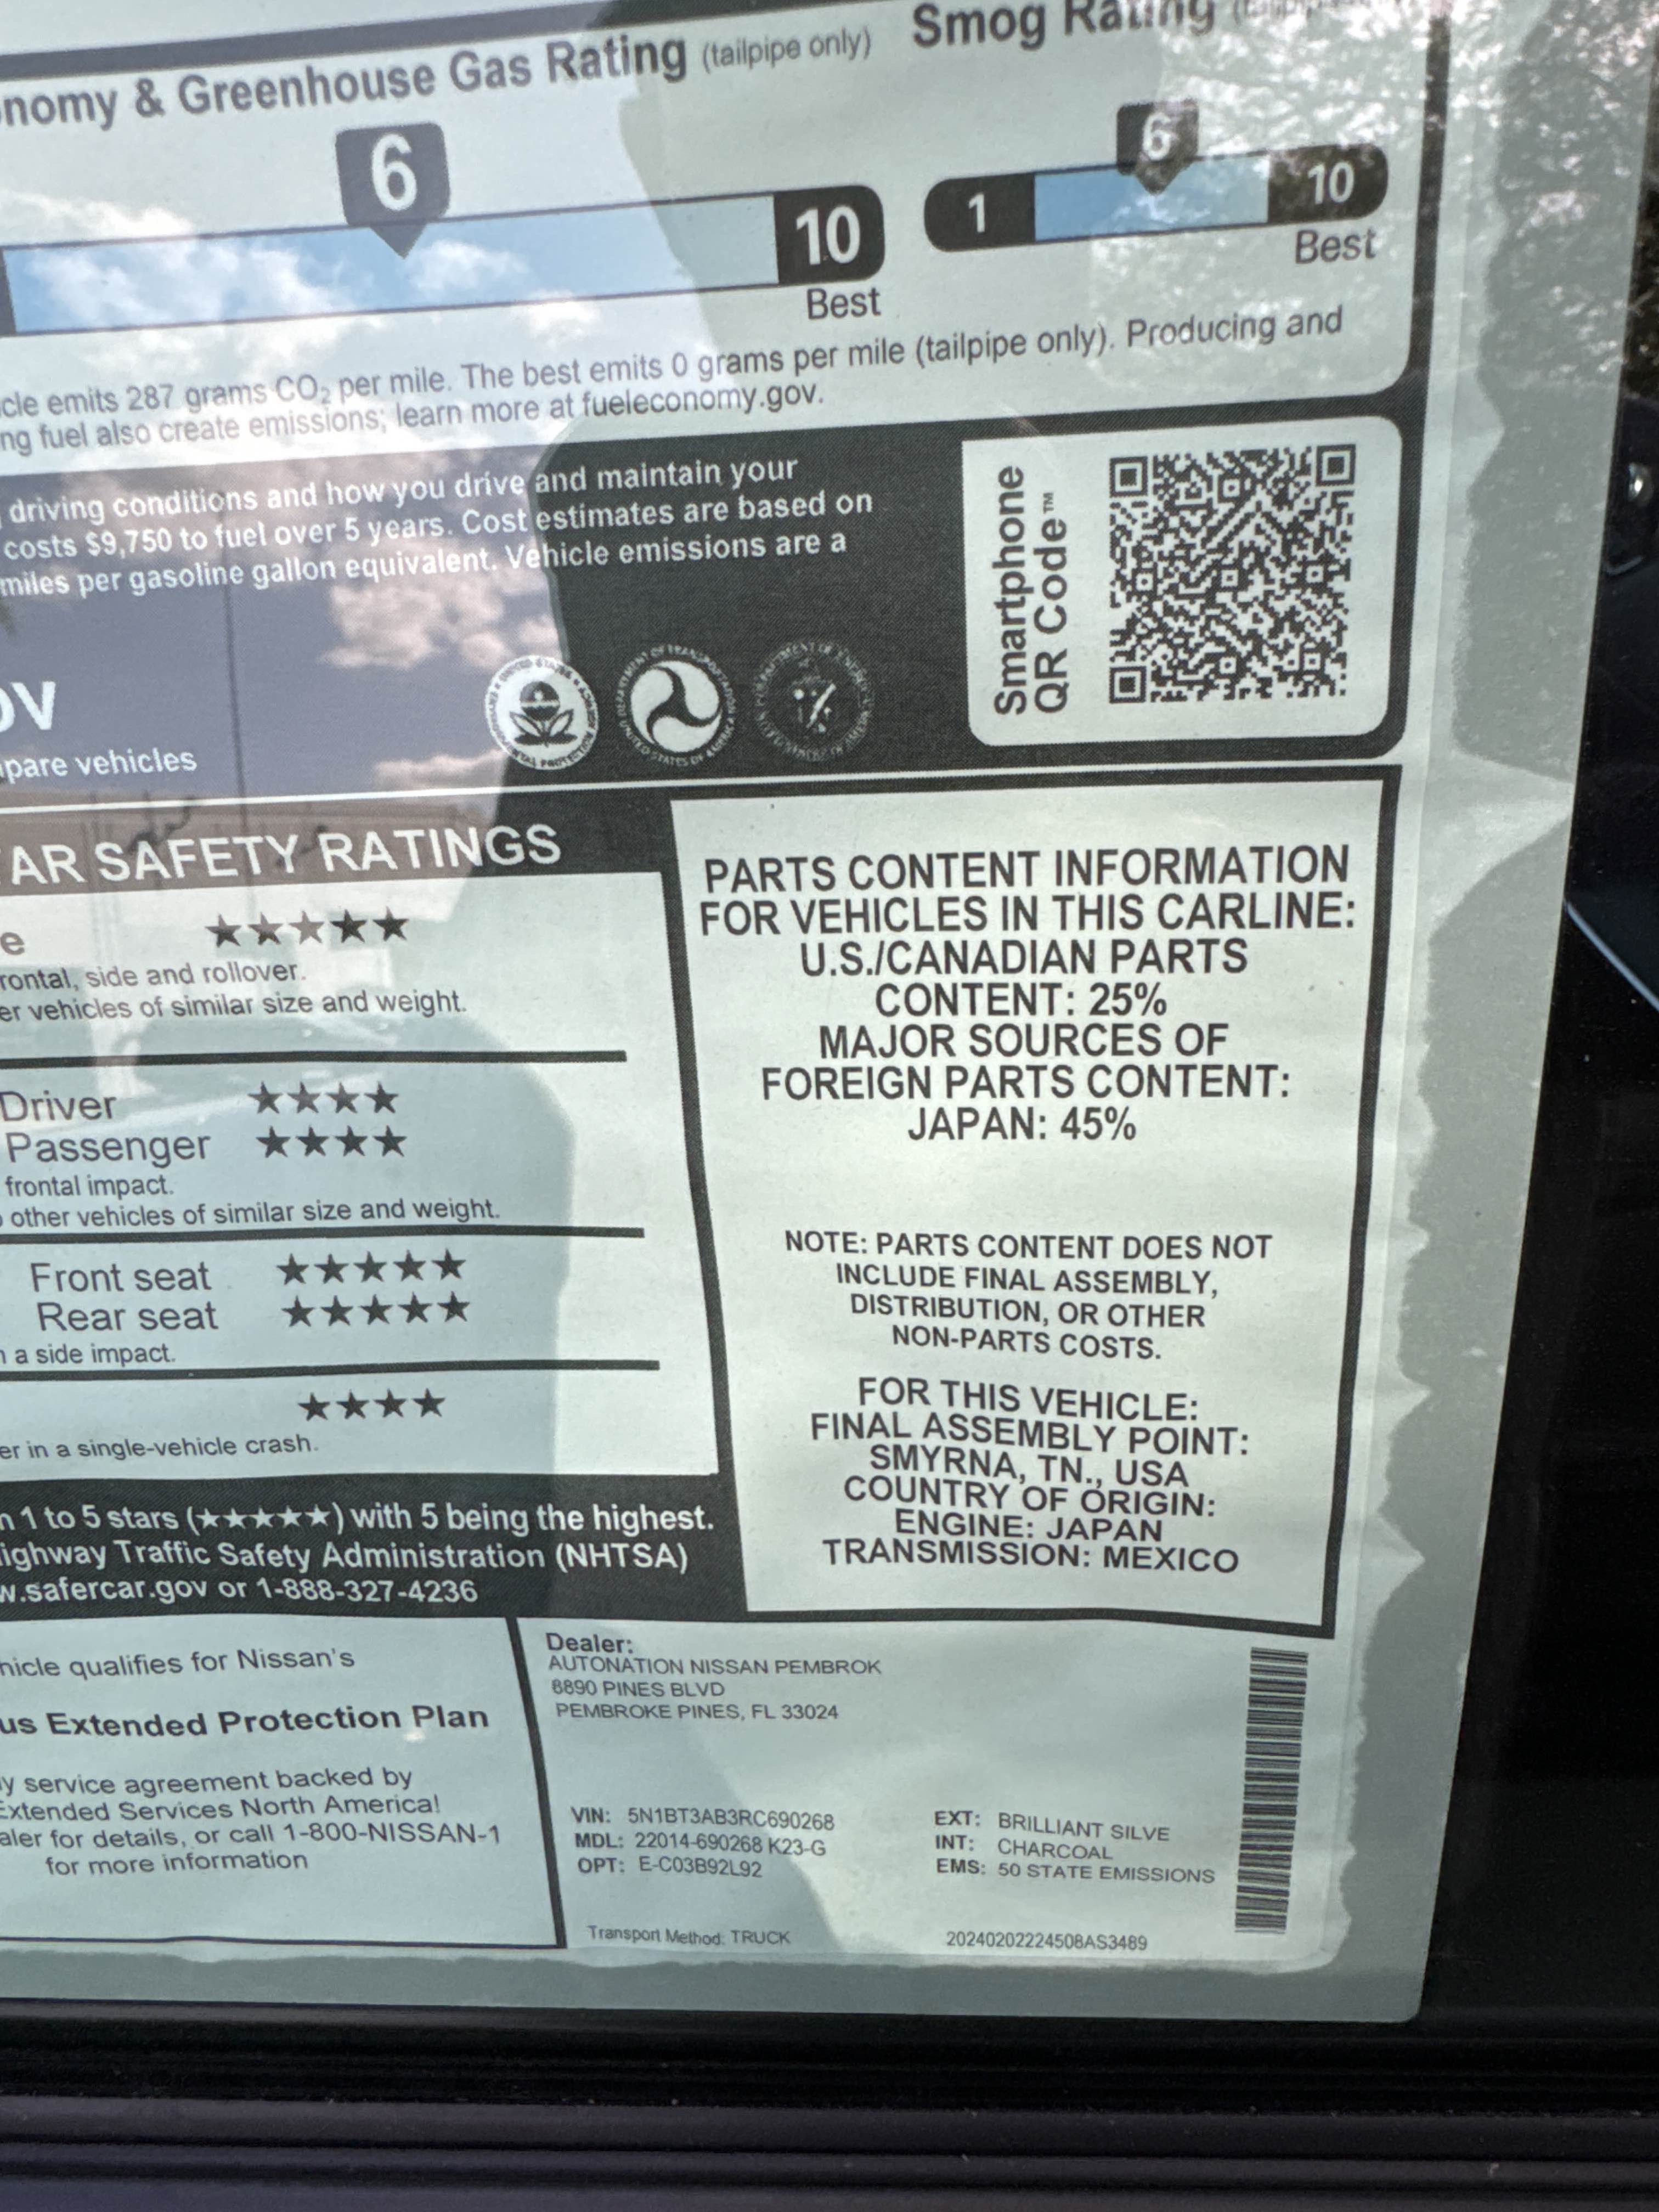 nomy & Greenhouse Gas Rating (tailpipe only)
Smog Rating
6
10
Best
6
1
10
Best
cle emits 287 grams CO₂ per mile. The best emits 0 grams per mile (tailpipe only). Producing and
ng fuel also create emissions; learn more at fueleconomy.gov.
driving conditions and how you drive and maintain your
costs $9,750 to fuel over 5 years. Cost estimates are based on
miles per gasoline gallon equivalent. Vehicle emissions are a
Smartphone
QR Code™
OV
pare vehicles
AR SAFETY RATINGS
e ★★★★★
rontal, side and rollover.
er vehicles of similar size and weight.
Driver ★★★★
Passenger ★★★★
frontal impact.
other vehicles of similar size and weight.
Front seat ★★★★★
Rear seat ★★★★★
a side impact.
★★★★
er in a single-vehicle crash.
1 to 5 stars (★★★★★) with 5 being the highest.
ighway Traffic Safety Administration (NHTSA)
w.safercar.gov or 1-888-327-4236
PARTS CONTENT INFORMATION
FOR VEHICLES IN THIS CARLINE:
U.S./CANADIAN PARTS
CONTENT: 25%
MAJOR SOURCES OF
FOREIGN PARTS CONTENT:
JAPAN: 45%
NOTE: PARTS CONTENT DOES NOT
INCLUDE FINAL ASSEMBLY,
DISTRIBUTION, OR OTHER
NON-PARTS COSTS.
FOR THIS VEHICLE:
FINAL ASSEMBLY POINT:
SMYRNA, TN., USA
COUNTRY OF ORIGIN:
ENGINE: JAPAN
TRANSMISSION: MEXICO
hicle qualifies for Nissan's
us Extended Protection Plan
y service agreement backed by
Extended Services North America!
aler for details, or call 1-800-NISSAN-1
for more information
Dealer:
AUTONATION NISSAN PEMBROK
8890 PINES BLVD
PEMBROKE PINES, FL 33024
VIN: 5N1BT3AB3RC690268
MDL: 22014-690268 K23-G
OPT: E-C03B92L92
EXT: BRILLIANT SILVE
INT: CHARCOAL
EMS: 50 STATE EMISSIONS
Transport Method: TRUCK
20240202224508AS3489